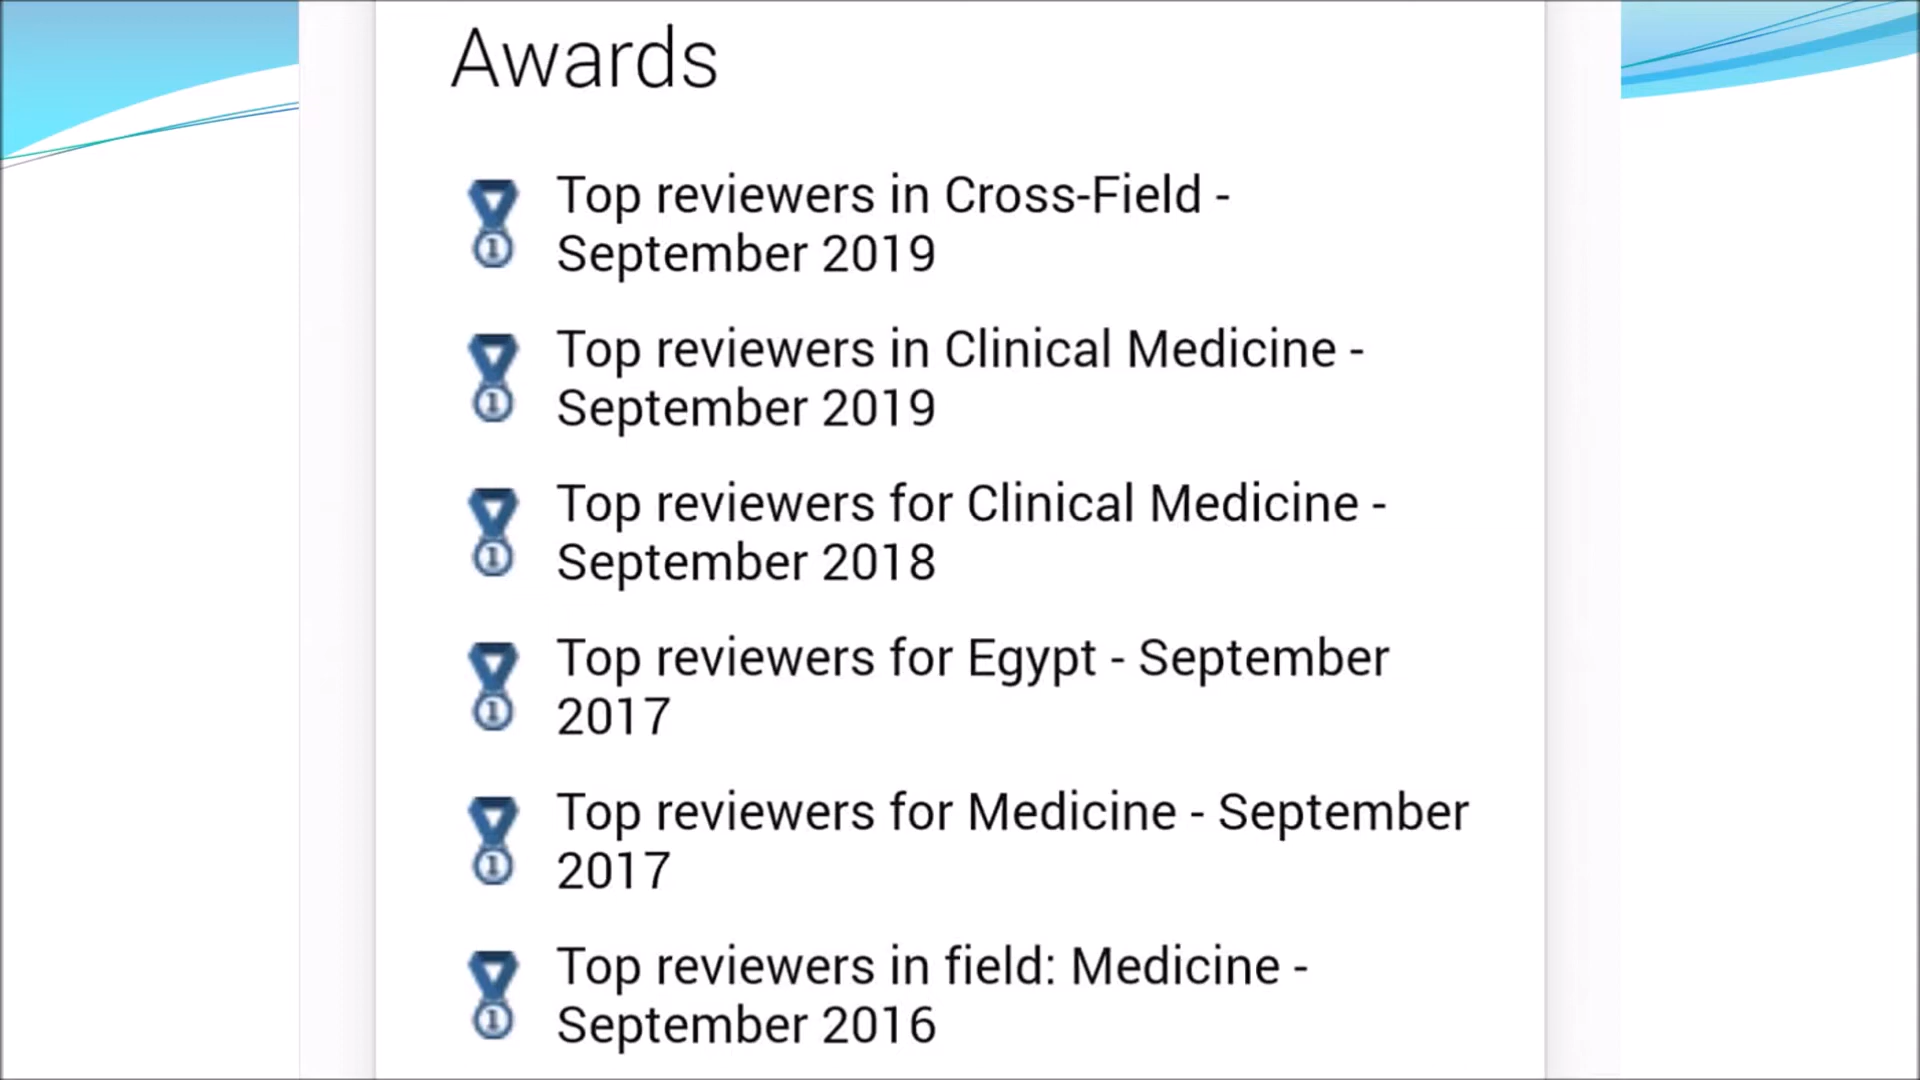 Awards
Top reviewers in Cross-Field -
September 2019
Top reviewers in Clinical Medicine -
September 2019
Top reviewers for Clinical Medicine -
September 2018
Top reviewers for Egypt - September
2017
Top reviewers for Medicine - September
2017
Top reviewers in field: Medicine -
September 2016